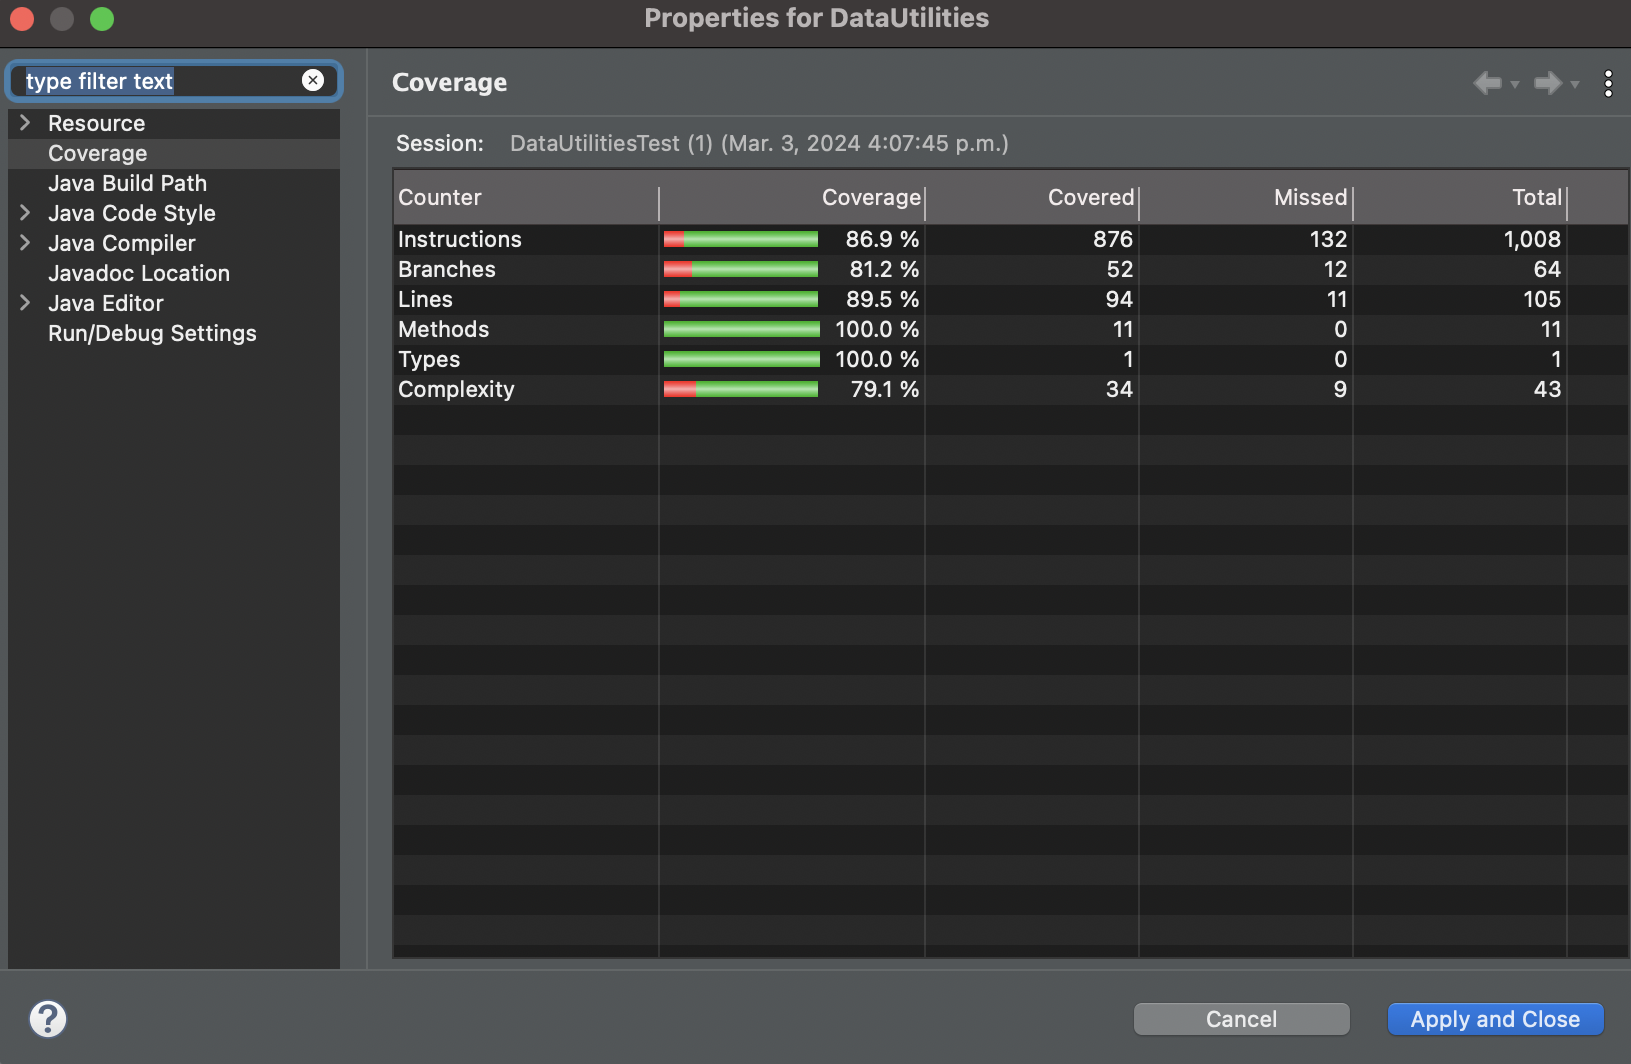 Properties for DataUtilities
type filter text
Resource
Coverage
Java Build Path
Java Code Style
Java Compiler
Javadoc Location
Java Editor
Run/Debug Settings
Coverage
Session: DataUtilitiesTest (1) (Mar. 3, 2024 4:07:45 p.m.)
Counter Coverage Covered Missed Total
Instructions 86.9 % 876 132 1,008
Branches 81.2 % 52 12 64
Lines 89.5 % 94 11 105
Methods 100.0 % 11 0 11
Types 100.0 % 1 0 1
Complexity 79.1 % 34 9 43
? Cancel Apply and Close